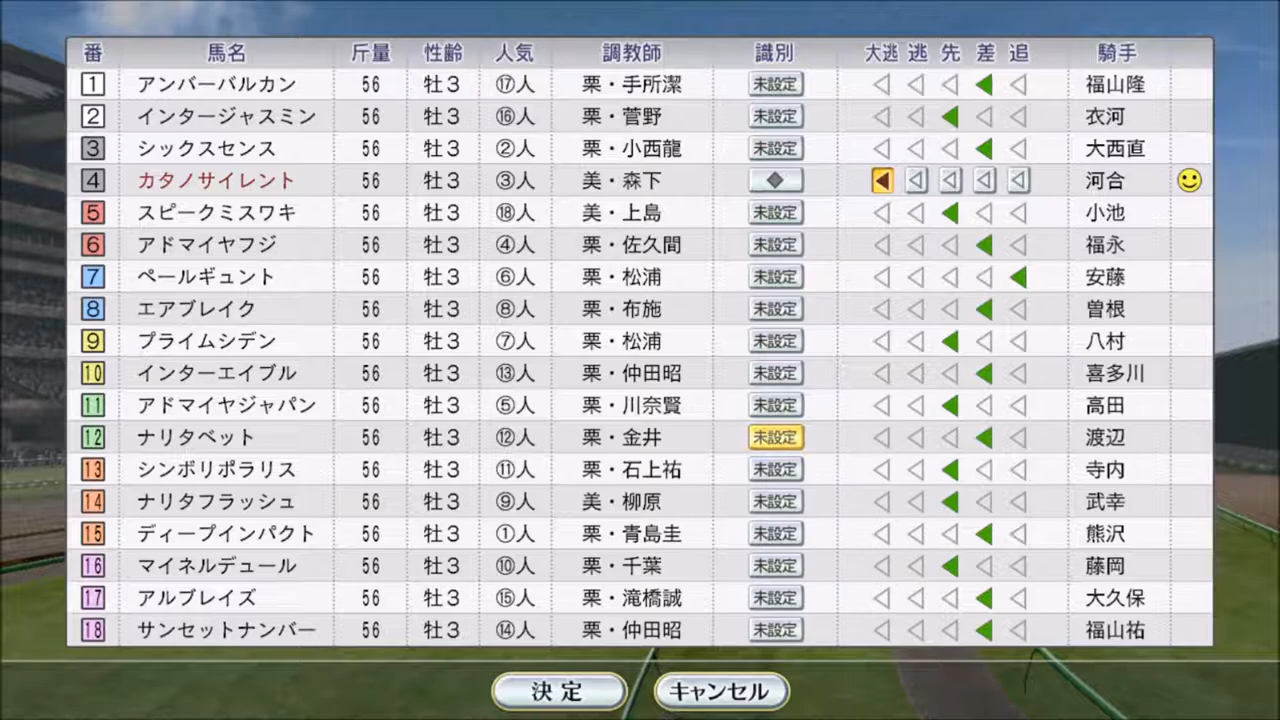 番 馬名 斤量 性齢 人気 調教師 識別 大逃 逃 先 差 追 騎手
1 アンバーバルカン 56 牡3 ⑰人 栗・手所潔 未設定 福山隆
2 インタージャスミン 56 牡3 ⑯人 栗・菅野 未設定 衣河
3 シックスセンス 56 牡3 ②人 栗・小西龍 未設定 大西直
4 カタノサイレント 56 牡3 ③人 美・森下 河合
5 スピークミスワキ 56 牡3 ⑱人 美・上島 未設定 小池
6 アドマイヤフジ 56 牡3 ④人 栗・佐久間 未設定 福永
7 ペールギュント 56 牡3 ⑥人 栗・松浦 未設定 安藤
8 エアブレイク 56 牡3 ⑧人 栗・布施 未設定 曽根
9 プライムシデン 56 牡3 ⑦人 栗・松浦 未設定 八村
10 インターエイブル 56 牡3 ⑬人 栗・仲田昭 未設定 喜多川
11 アドマイヤジャパン 56 牡3 ⑤人 栗・川奈賢 未設定 高田
12 ナリタベット 56 牡3 ⑫人 栗・金井 未設定 渡辺
13 シンボリポラリス 56 牡3 ⑪人 栗・石上祐 未設定 寺内
14 ナリタフラッシュ 56 牡3 ⑨人 美・柳原 未設定 武幸
15 ディープインパクト 56 牡3 ①人 栗・青島圭 未設定 熊沢
16 マイネルデュール 56 牡3 ⑩人 栗・千葉 未設定 藤岡
17 アルブレイズ 56 牡3 ⑮人 栗・滝橋誠 未設定 大久保
18 サンセットナンバー 56 牡3 ⑭人 栗・仲田昭 未設定 福山祐
決定 キャンセル